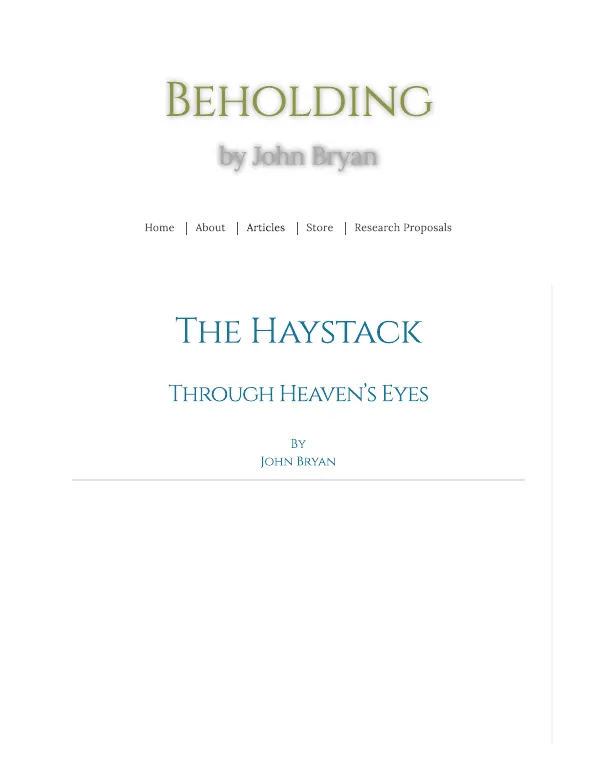 Beholding
by John Bryan
Home | About | Articles | Store | Research Proposals
The Haystack
Through Heaven's Eyes
By
John Bryan